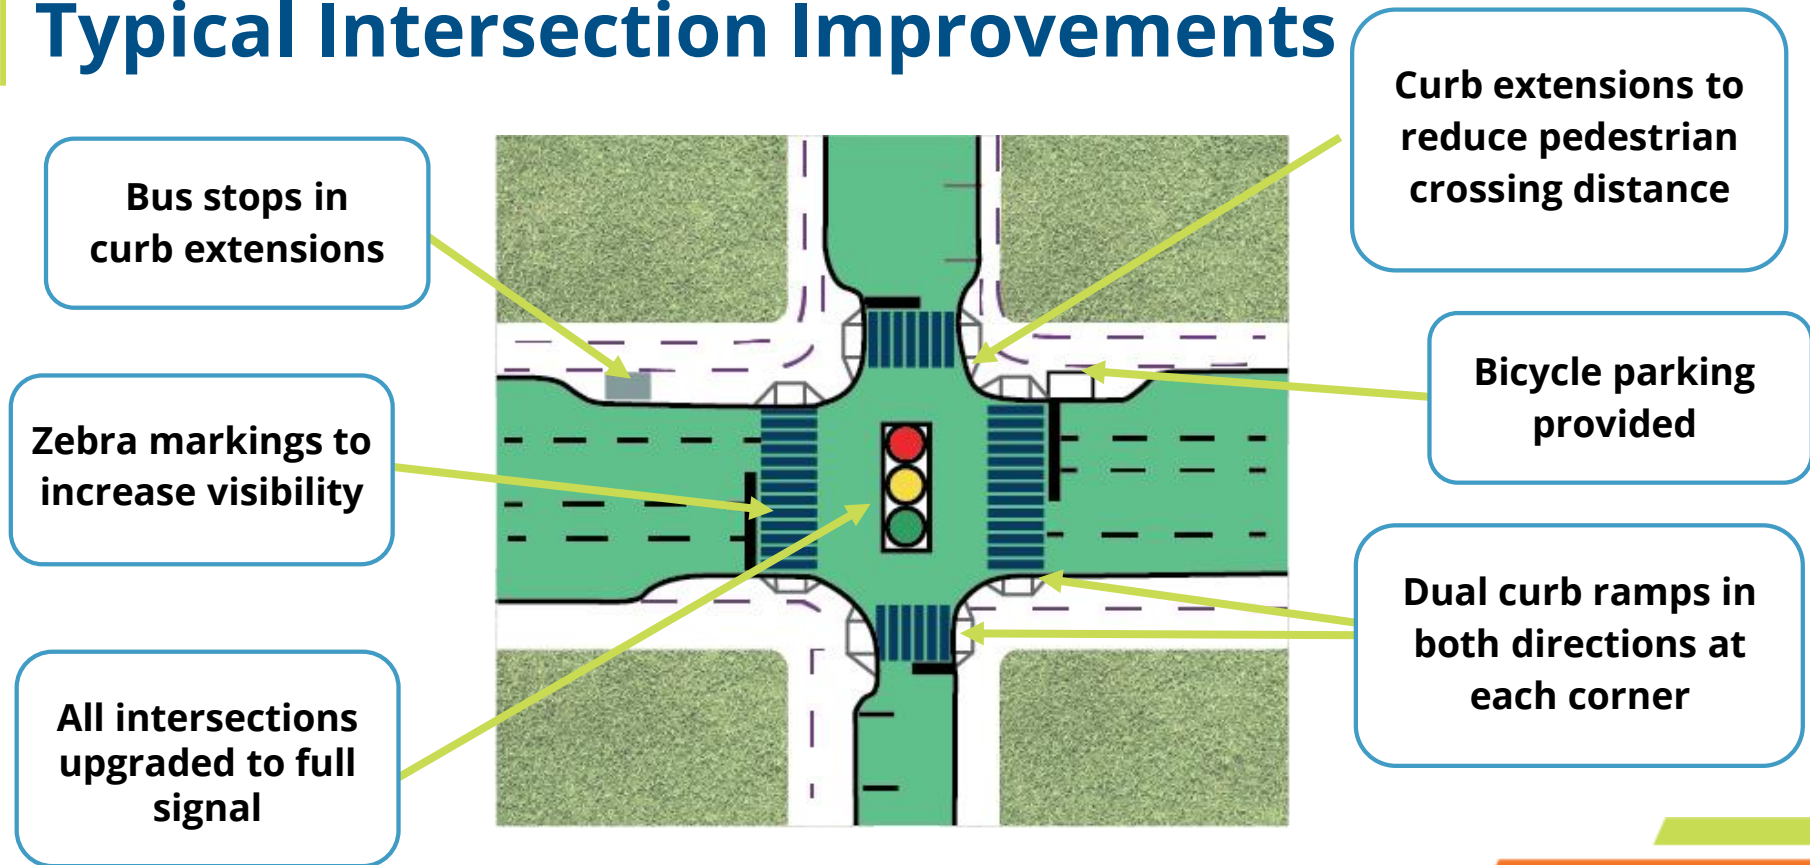 Typical Intersection Improvements
Bus stops in
curb extensions
Zebra markings to
increase visibility
All intersections
upgraded to full
signal
Curb extensions to
reduce pedestrian
crossing distance
Bicycle parking
provided
Dual curb ramps in
both directions at
each corner